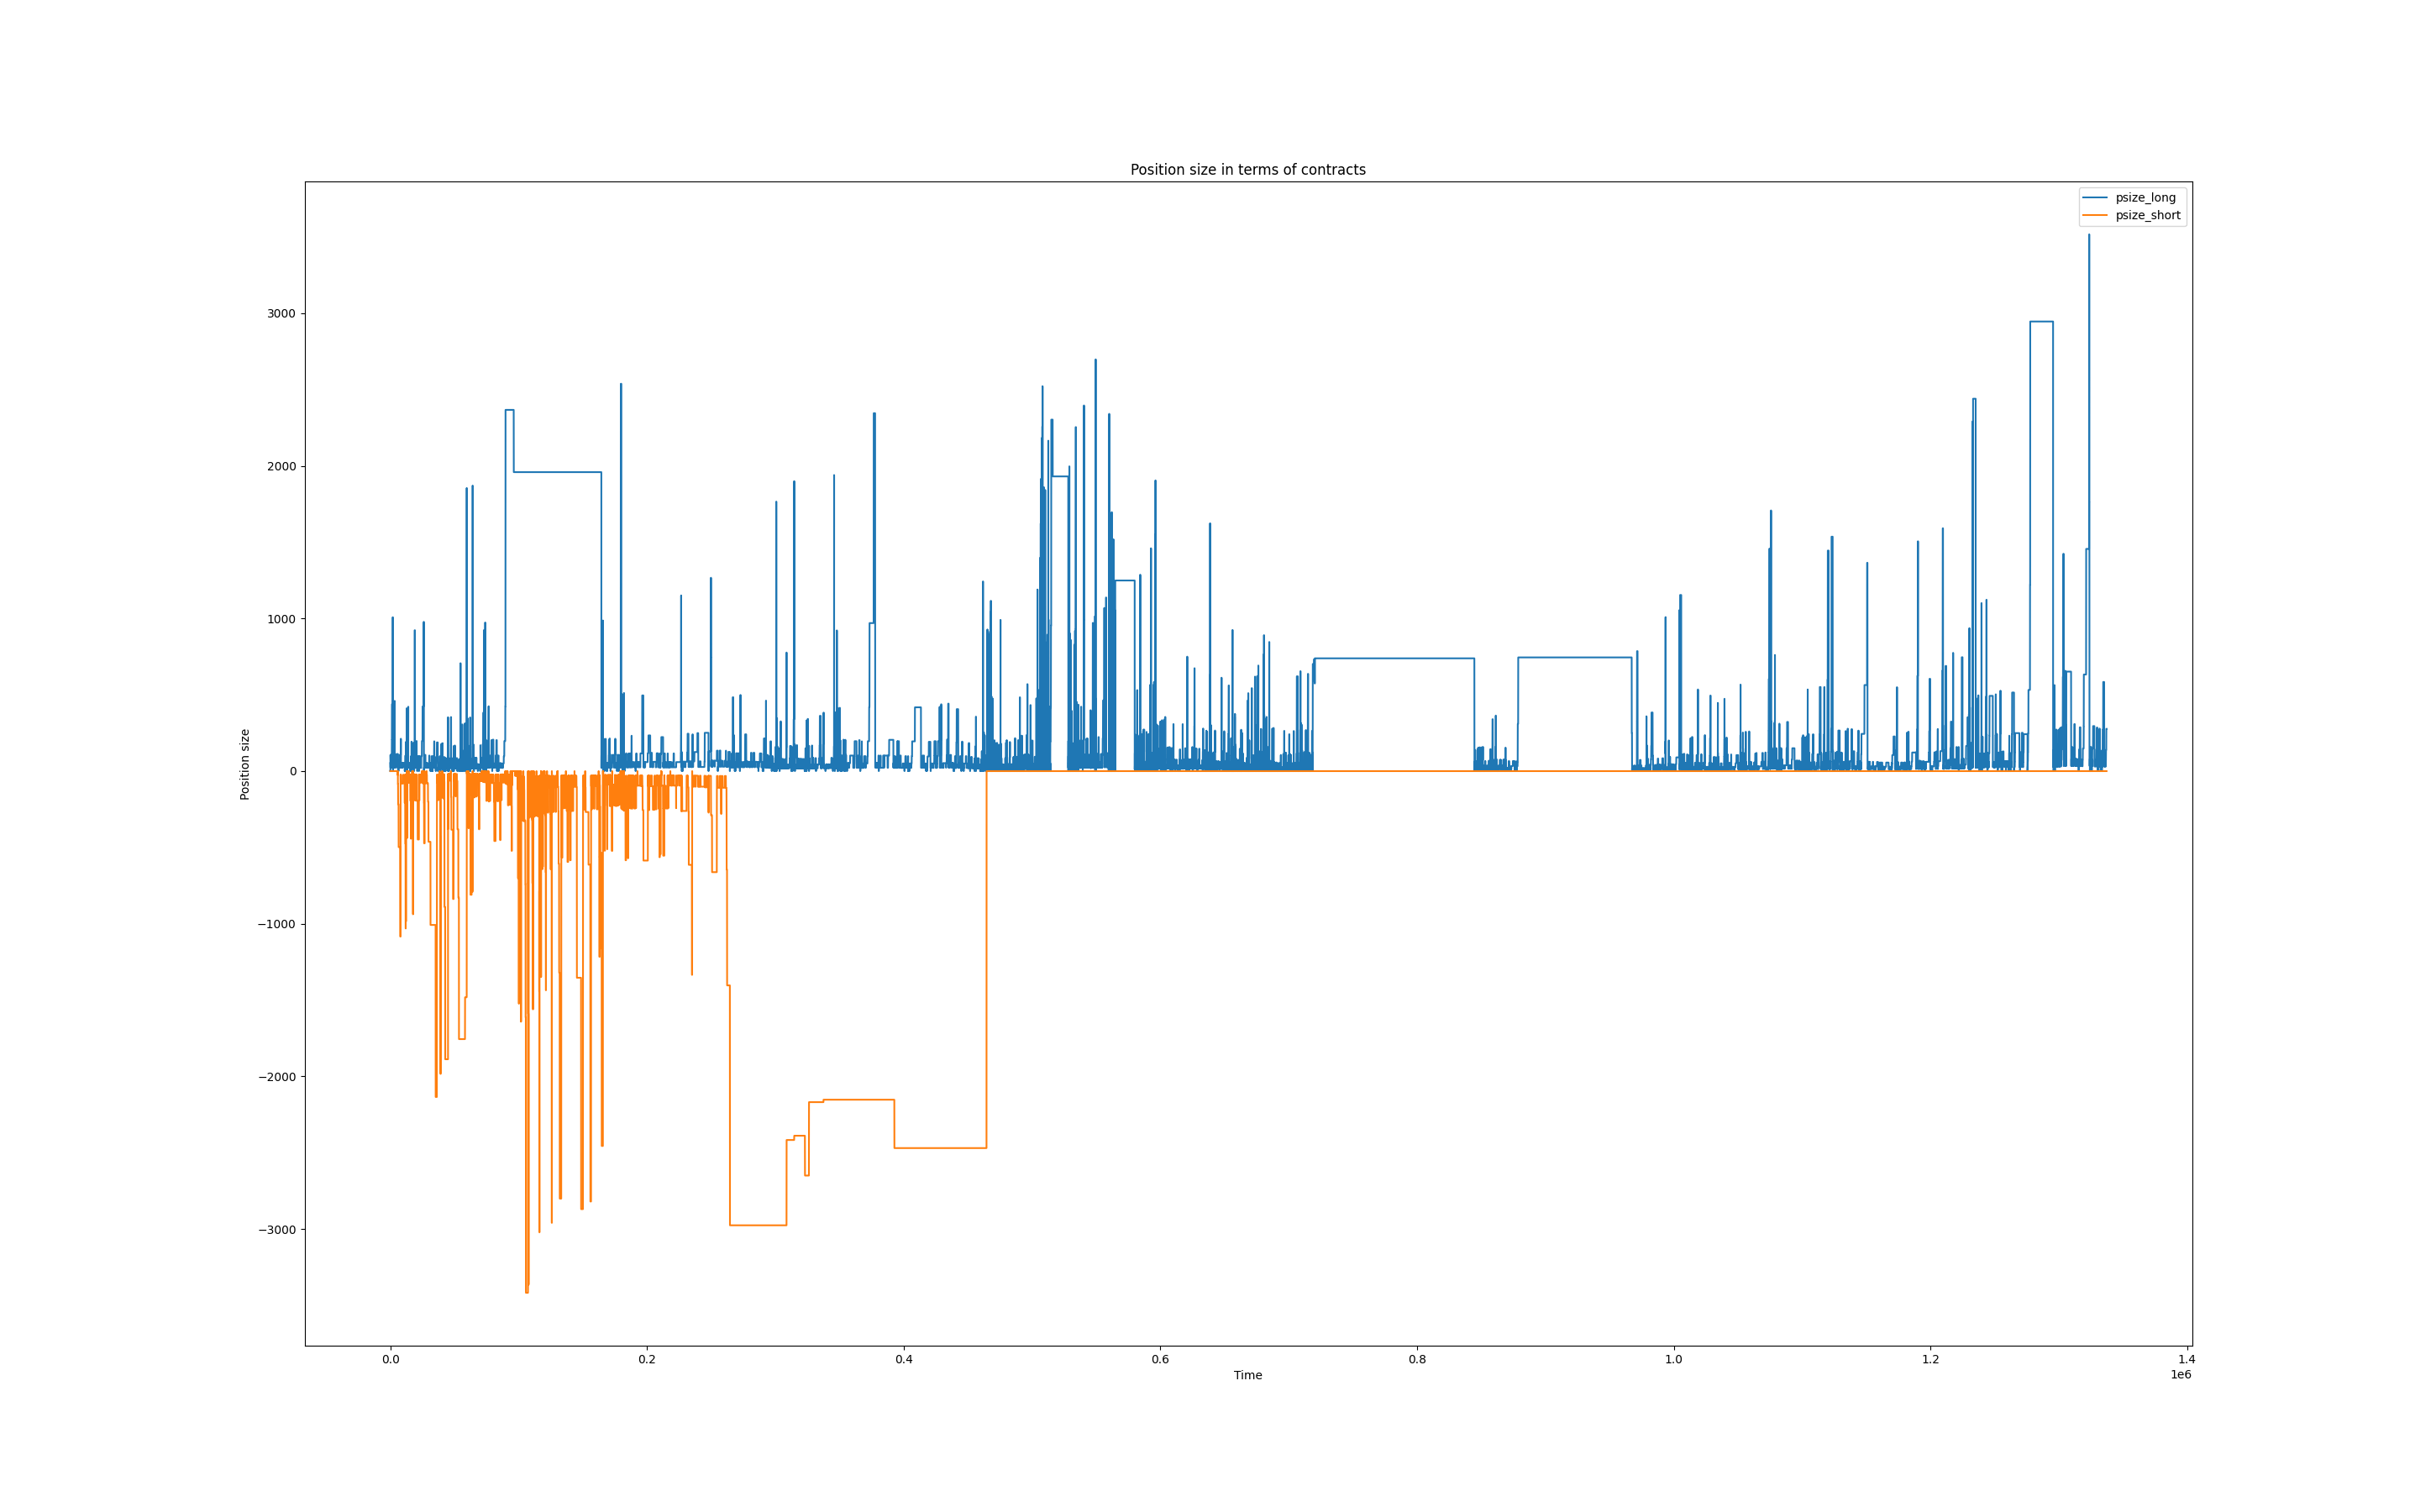 Position size in terms of contracts
psize_long
psize_short
3000
2000
1000
0
−1000
−2000
−3000
Position size
0.0 0.2 0.4 0.6 0.8 1.0 1.2 1.4
Time
1e6